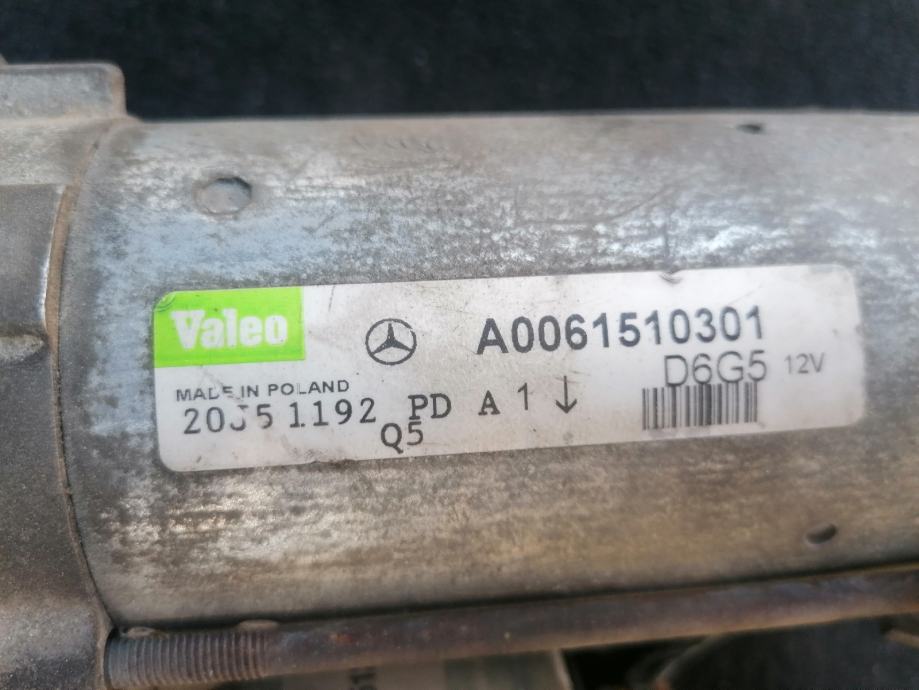 Valeo
A0061510301
D6G5 12V
MADE IN POLAND
1192 PD A 1 ↓
Q5